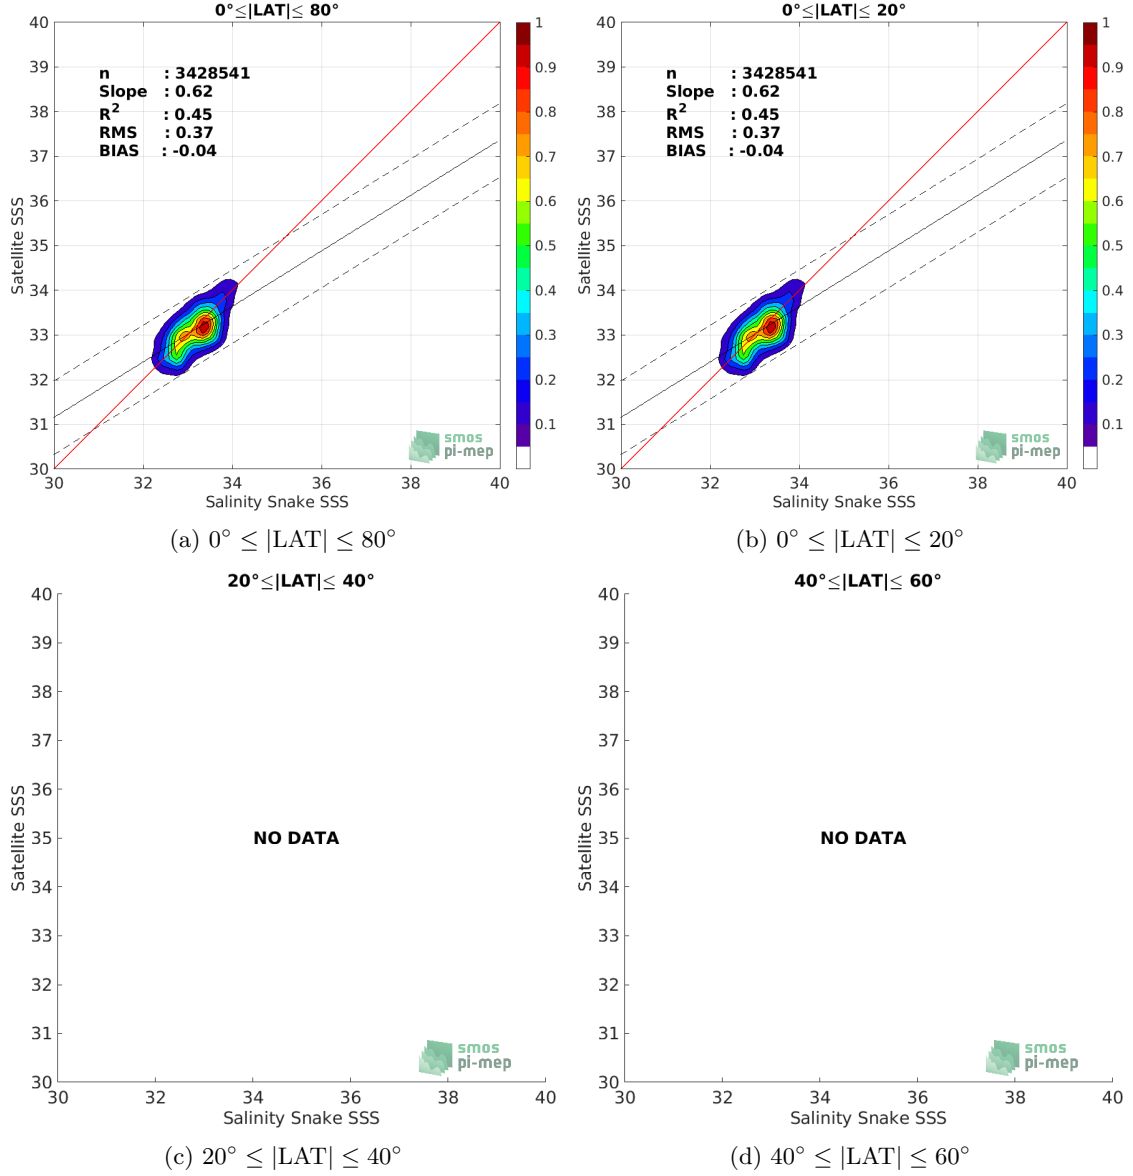 0°≤|LAT|≤ 80°
40
39
38
37
36
35
34
33
32
31
30
Satellite SSS
n : 3428541
Slope : 0.62
R2 : 0.45
RMS : 0.37
BIAS : -0.04
smos
pi-mep
30 32 34 36 38 40
Salinity Snake SSS
1
0.9
0.8
0.7
0.6
0.5
0.4
0.3
0.2
0.1
(a) 0° ≤ |LAT| ≤ 80°
0°≤|LAT|≤ 20°
40
39
38
37
36
35
34
33
32
31
30
Satellite SSS
n : 3428541
Slope : 0.62
R2 : 0.45
RMS : 0.37
BIAS : -0.04
smos
pi-mep
30 32 34 36 38 40
Salinity Snake SSS
1
0.9
0.8
0.7
0.6
0.5
0.4
0.3
0.2
0.1
(b) 0° ≤ |LAT| ≤ 20°
20°≤|LAT|≤ 40°
40
39
38
37
36
35
34
33
32
31
30
Satellite SSS
NO DATA
smos
pi-mep
30 32 34 36 38 40
Salinity Snake SSS
(c) 20° ≤ |LAT| ≤ 40°
40°≤|LAT|≤ 60°
40
39
38
37
36
35
34
33
32
31
30
Satellite SSS
NO DATA
smos
pi-mep
30 32 34 36 38 40
Salinity Snake SSS
(d) 40° ≤ |LAT| ≤ 60°